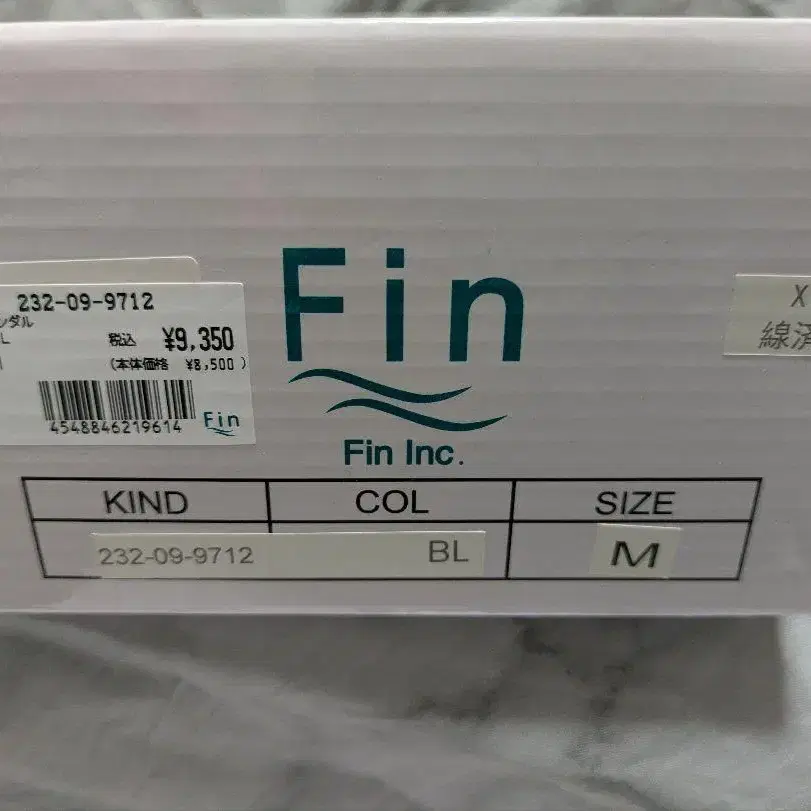 232-09-9712
ンダル
L
税込 ¥9,350
(本体価格 ¥8,500)
4548846219614
Fin
Fin
Fin Inc.
X
線済
KIND COL SIZE
232-09-9712 BL M